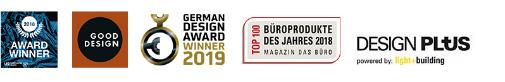 2018
AWARD
WINNER
GOOD
DESIGN
GERMAN
DESIGN
AWARD
WINNER
2019
TOP 100
BÜROPRODUKTE
DES JAHRES 2018
MAGAZIN DAS BÜRO
DESIGN PLUS
powered by: light+building